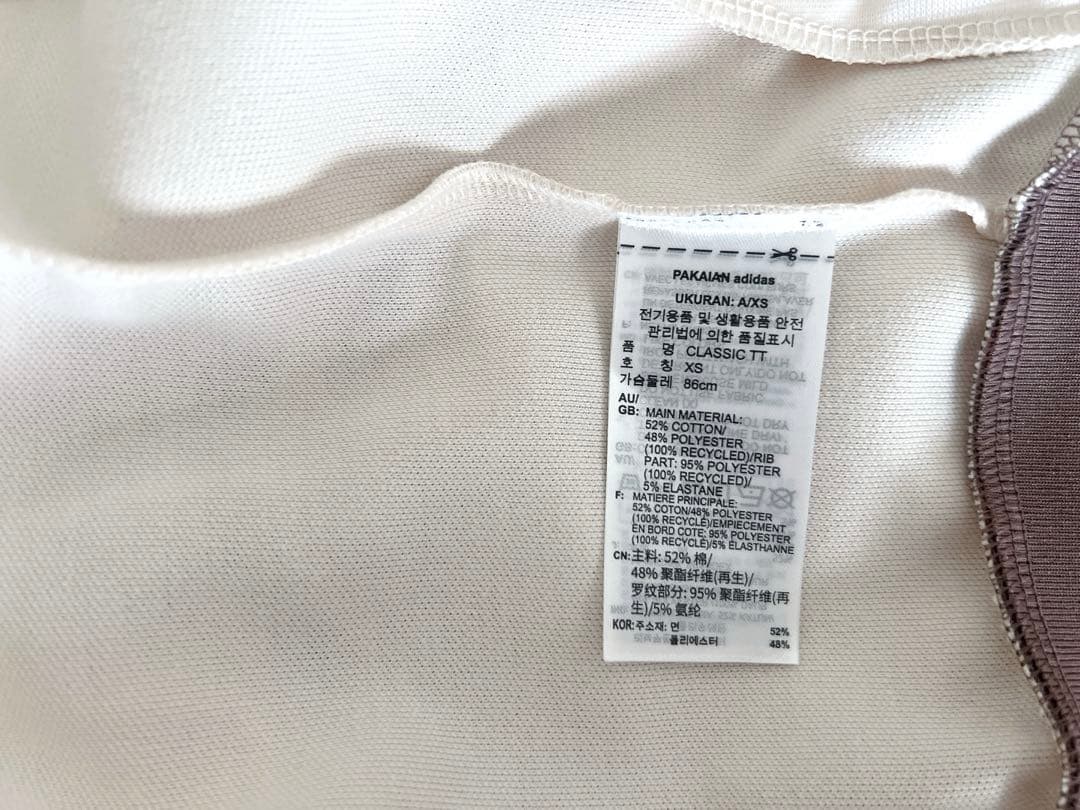 PAKAIAN adidas
UKURAN: A/XS
전기용품 및 생활용품 안전
관리법에 의한 품질표시
품 명 CLASSIC TT
호 칭 XS
가슴둘레 86cm
AU/
GB: MAIN MATERIAL:
52% COTTON/
48% POLYESTER
(100% RECYCLED)/RIB
PART: 95% POLYESTER
(100% RECYCLED)/
5% ELASTANE
F: MATIERE PRINCIPALE:
52% COTON/48% POLYESTER
(100% RECYCLÉ)/EMPIECEMENT
EN BORD COTE: 95% POLYESTER
(100% RECYCLÉ)/5% ELASTHANNE
CN: 主料: 52% 棉/
48% 聚酯纤维(再生)/
罗纹部分: 95% 聚酯纤维(再
生)/5% 氨纶
KOR: 주소재: 면 52%
폴리에스터 48%